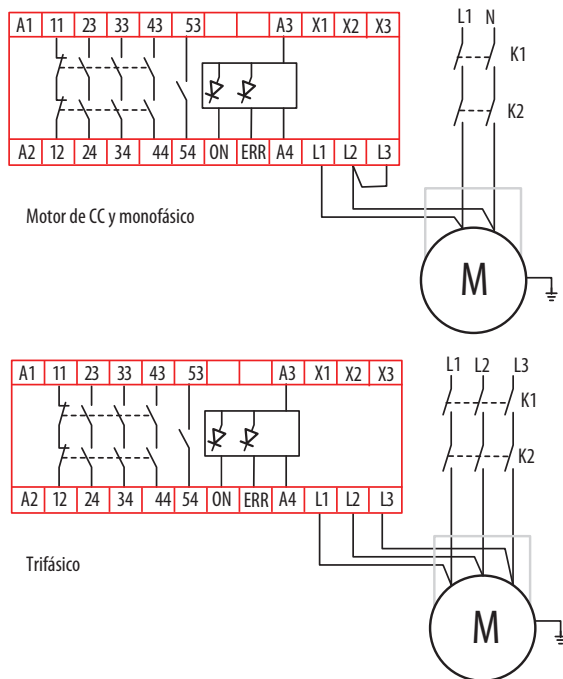 A1 11 23 33 43 53 A3 X1 X2 X3
A2 12 24 34 44 54 ON ERR A4 L1 L2 L3
L1 N
K1
K2
M
Motor de CC y monofásico
A1 11 23 33 43 53 A3 X1 X2 X3
A2 12 24 34 44 54 ON ERR A4 L1 L2 L3
L1 L2 L3
K1
K2
M
Trifásico